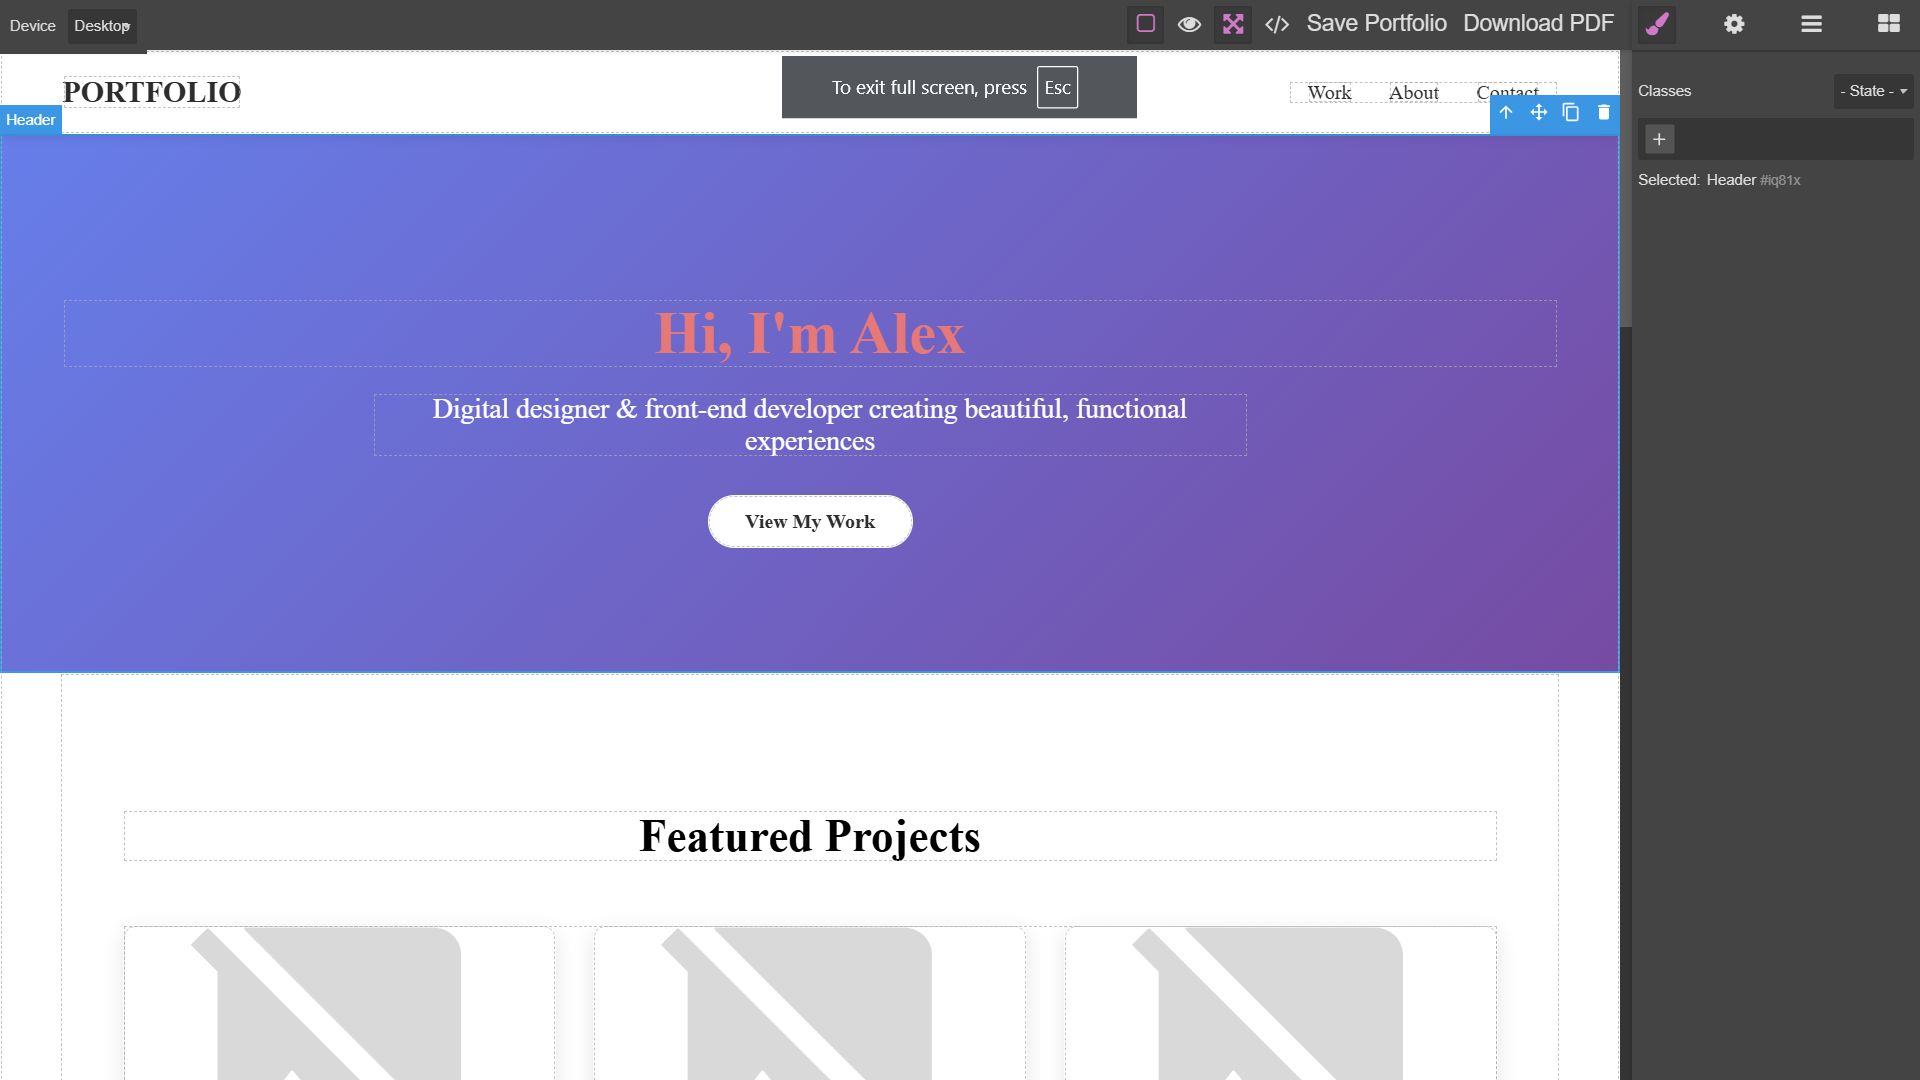 Device
Desktop
</>
Save Portfolio
Download PDF
PORTFOLIO
To exit full screen, press Esc
Work
About
Contact
Header
Classes
- State -
+
Selected: Header #iq81x
Hi, I'm Alex
Digital designer & front-end developer creating beautiful, functional
experiences
View My Work
Featured Projects